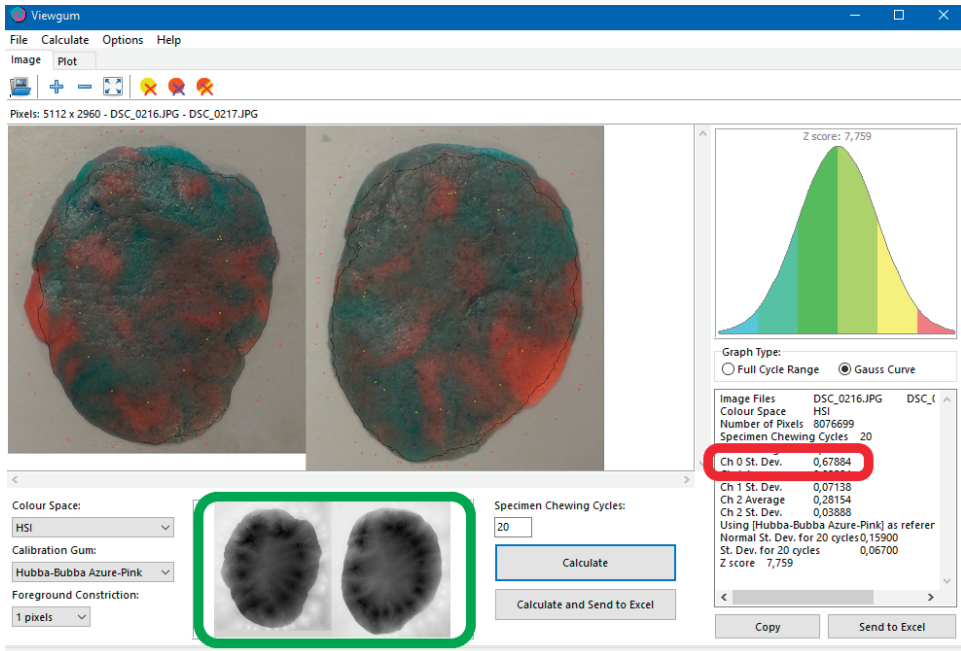 Viewgum
File Calculate Options Help
Image Plot
Pixels: 5112 x 2960 - DSC_0216.JPG - DSC_0217.JPG
Z score: 7,759
Graph Type:
Full Cycle Range Gauss Curve
Image Files DSC_0216.JPG DSC_(
Colour Space HSI
Number of Pixels 8076699
Specimen Chewing Cycles 20
Ch 0 St. Dev. 0,67884
Ch 1 St. Dev. 0,07138
Ch 2 Average 0,28154
Ch 2 St. Dev. 0,03888
Using [Hubba-Bubba Azure-Pink] as referen
Normal St. Dev. for 20 cycles 0,15900
St. Dev. for 20 cycles 0,06700
Z score 7,759
Copy Send to Excel
Colour Space:
HSI
Calibration Gum:
Hubba-Bubba Azure-Pink
Foreground Constriction:
1 pixels
Specimen Chewing Cycles:
20
Calculate
Calculate and Send to Excel